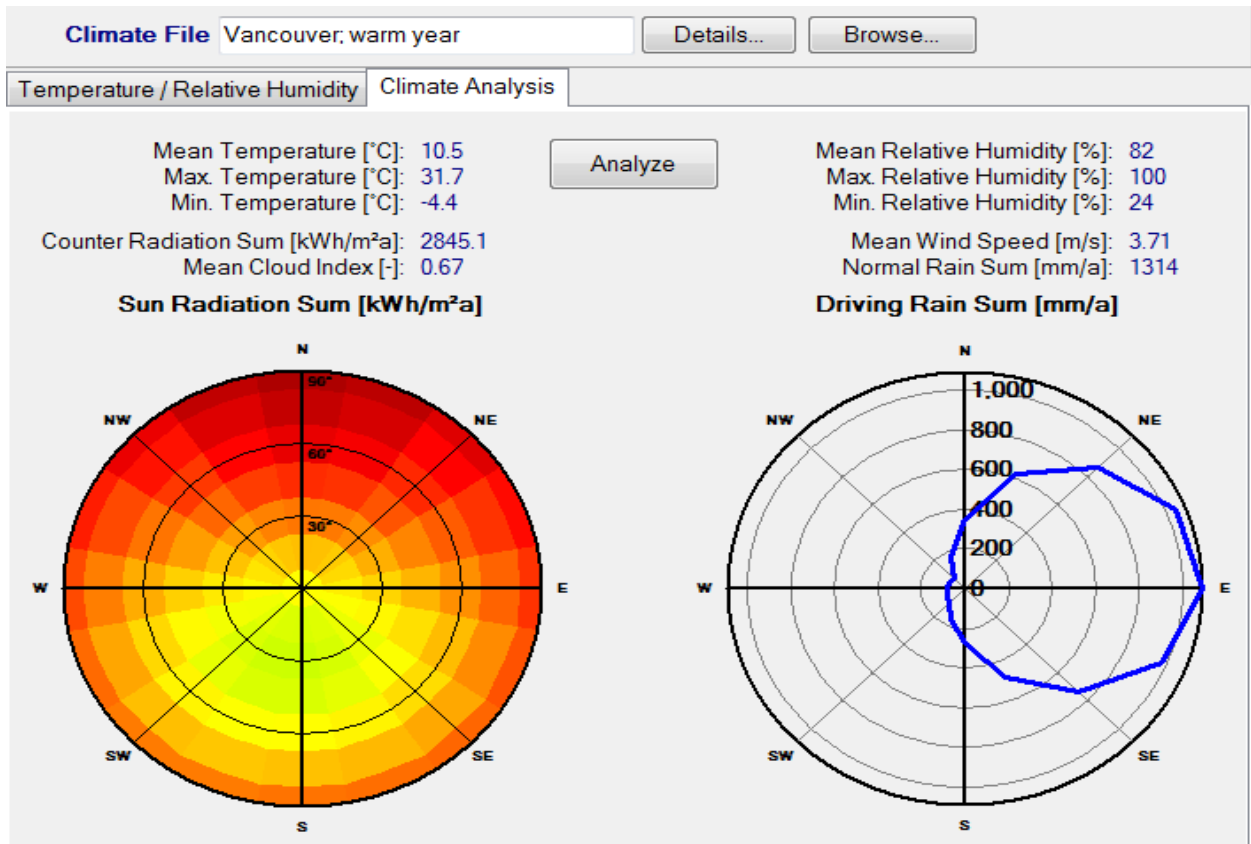 Climate File Vancouver; warm year Details... Browse...
Temperature / Relative Humidity Climate Analysis
Mean Temperature [°C]: 10.5
Max. Temperature [°C]: 31.7
Min. Temperature [°C]: -4.4
Counter Radiation Sum [kWh/m²a]: 2845.1
Mean Cloud Index [-]: 0.67
Analyze
Mean Relative Humidity [%]: 82
Max. Relative Humidity [%]: 100
Min. Relative Humidity [%]: 24
Mean Wind Speed [m/s]: 3.71
Normal Rain Sum [mm/a]: 1314
Sun Radiation Sum [kWh/m²a]
N
90°
NW NE
60°
30°
W E
SW SE
S
Driving Rain Sum [mm/a]
N
1,000
NW NE
800
600
400
200
W 0 E
SW SE
S